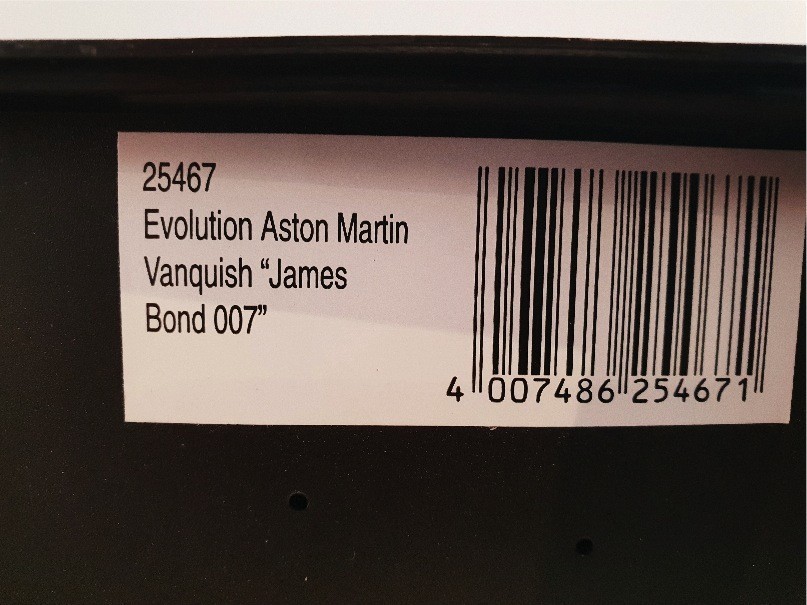 25467
Evolution Aston Martin
Vanquish “James
Bond 007”
4 007486 254671